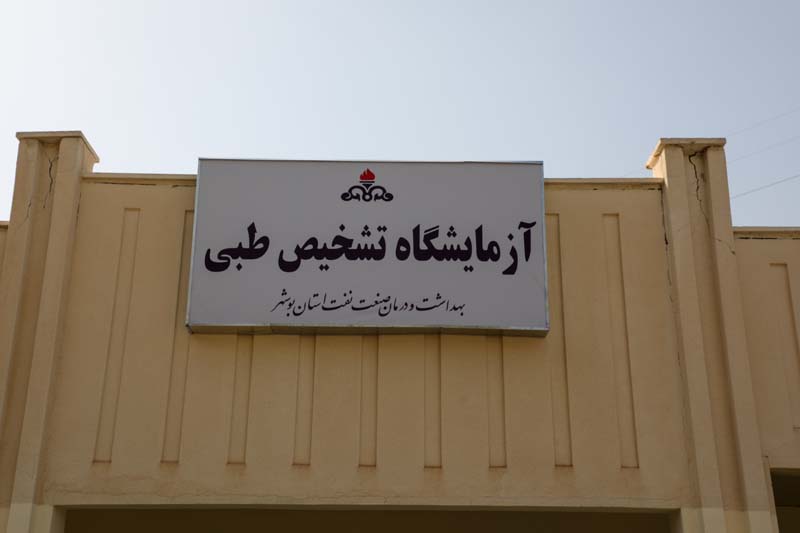 آزمایشگاه تشخیص طبی
بهداشت و درمان صنعت نفت استان بوشهر